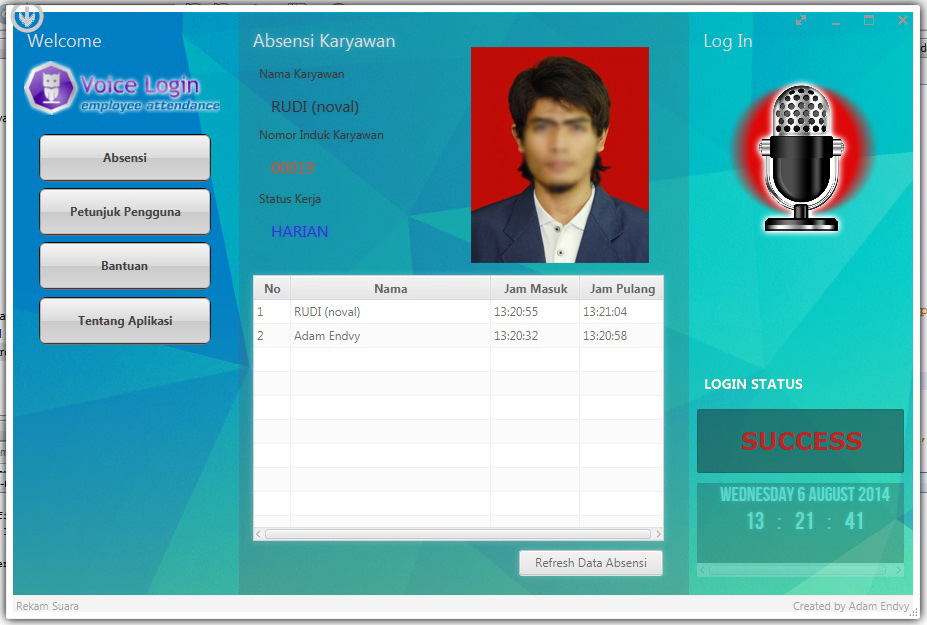 Welcome
Voice Login
employee attendance
Absensi
Petunjuk Pengguna
Bantuan
Tentang Aplikasi
Absensi Karyawan
Nama Karyawan
RUDI (noval)
Nomor Induk Karyawan
00019
Status Kerja
HARIAN
No Nama Jam Masuk Jam Pulang
1 RUDI (noval) 13:20:55 13:21:04
2 Adam Endvy 13:20:32 13:20:58
Refresh Data Absensi
Log In
LOGIN STATUS
SUCCESS
WEDNESDAY 6 AUGUST 2014
13 : 21 : 41
Rekam Suara
Created by Adam Endvy